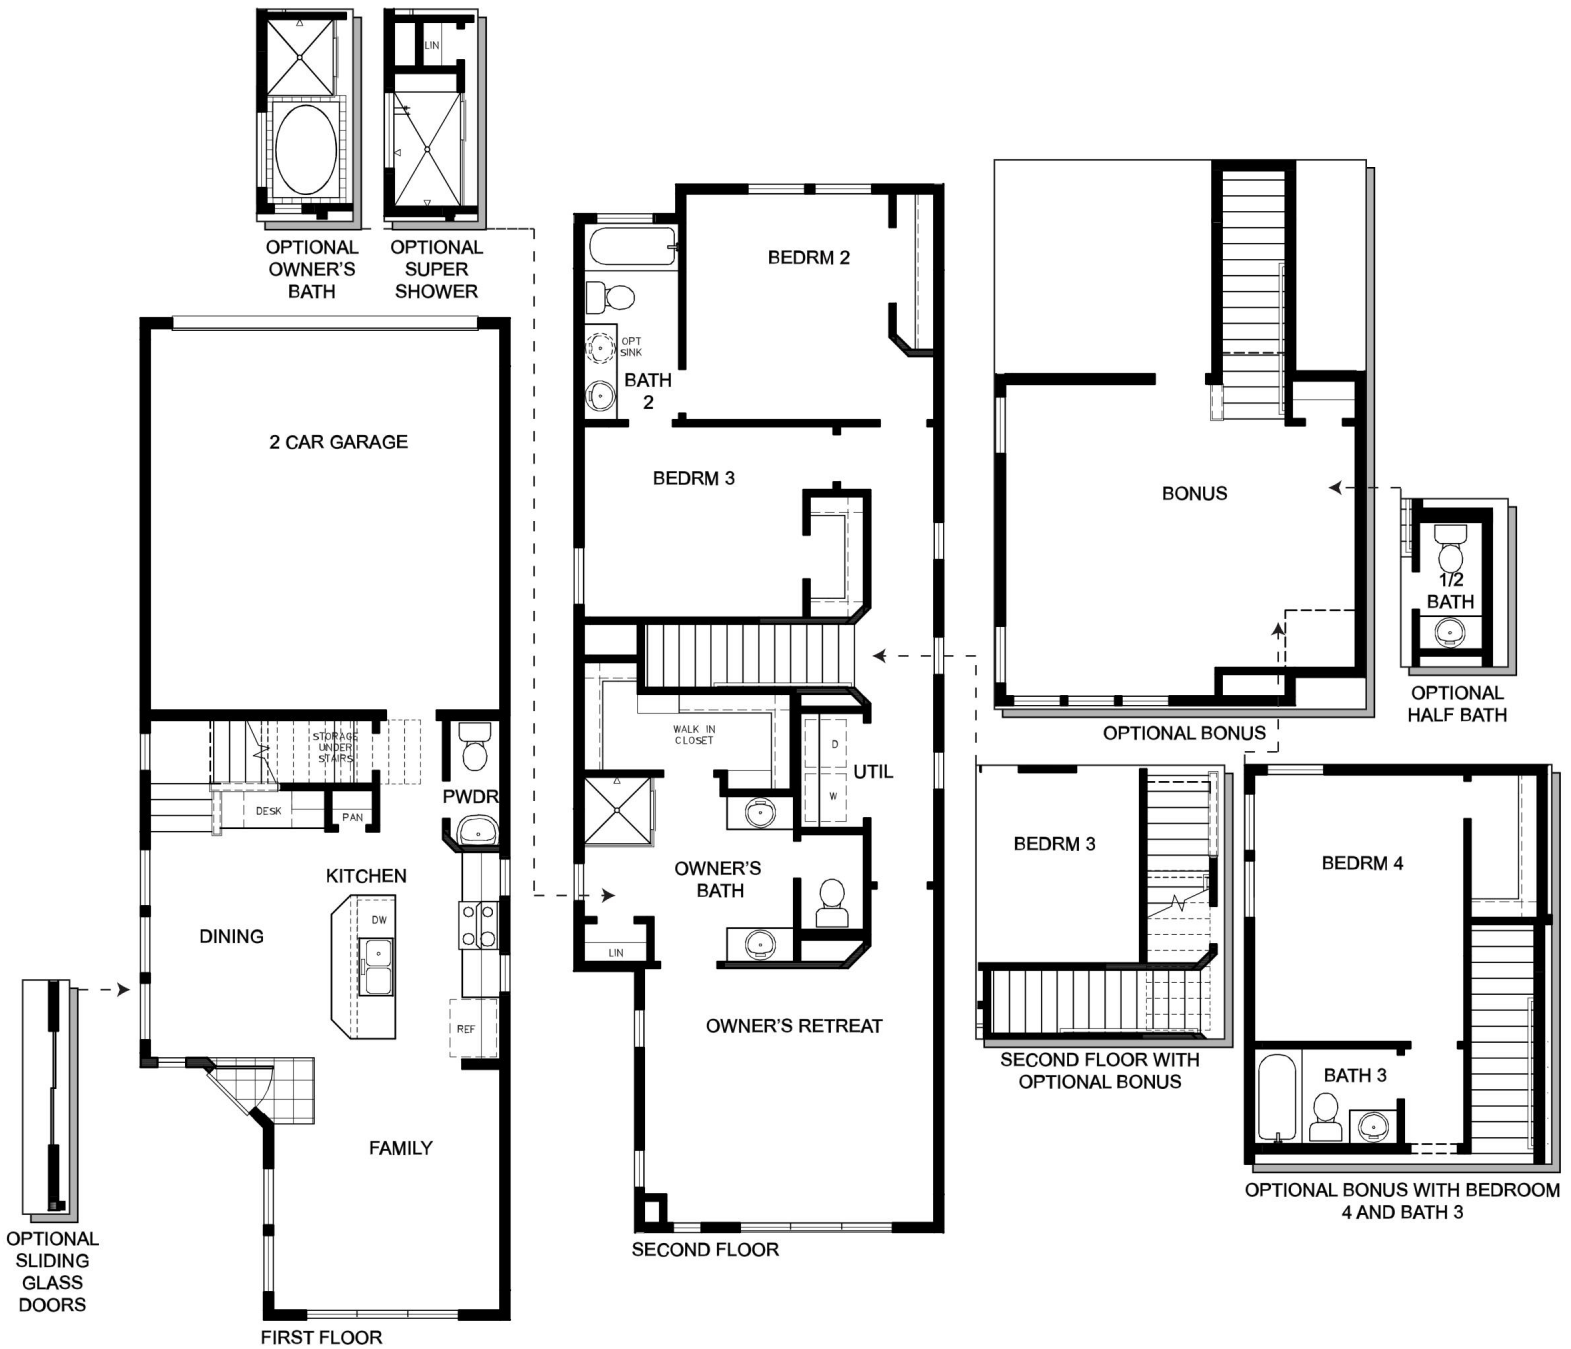 LIN
OPTIONAL
OWNER'S
BATH
OPTIONAL
SUPER
SHOWER
2 CAR GARAGE
STORAGE
UNDER
STAIRS
PWDR
DESK
PAN
KITCHEN
DW
DINING
REF
FAMILY
OPTIONAL
SLIDING
GLASS
DOORS
FIRST FLOOR
BEDRM 2
OPT
SINK
BATH
2
BEDRM 3
WALK IN
CLOSET
D
UTIL
W
OWNER'S
BATH
LIN
OWNER'S RETREAT
SECOND FLOOR
BONUS
OPTIONAL BONUS
1/2
BATH
OPTIONAL
HALF BATH
BEDRM 3
SECOND FLOOR WITH
OPTIONAL BONUS
BEDRM 4
BATH 3
OPTIONAL BONUS WITH BEDROOM
4 AND BATH 3